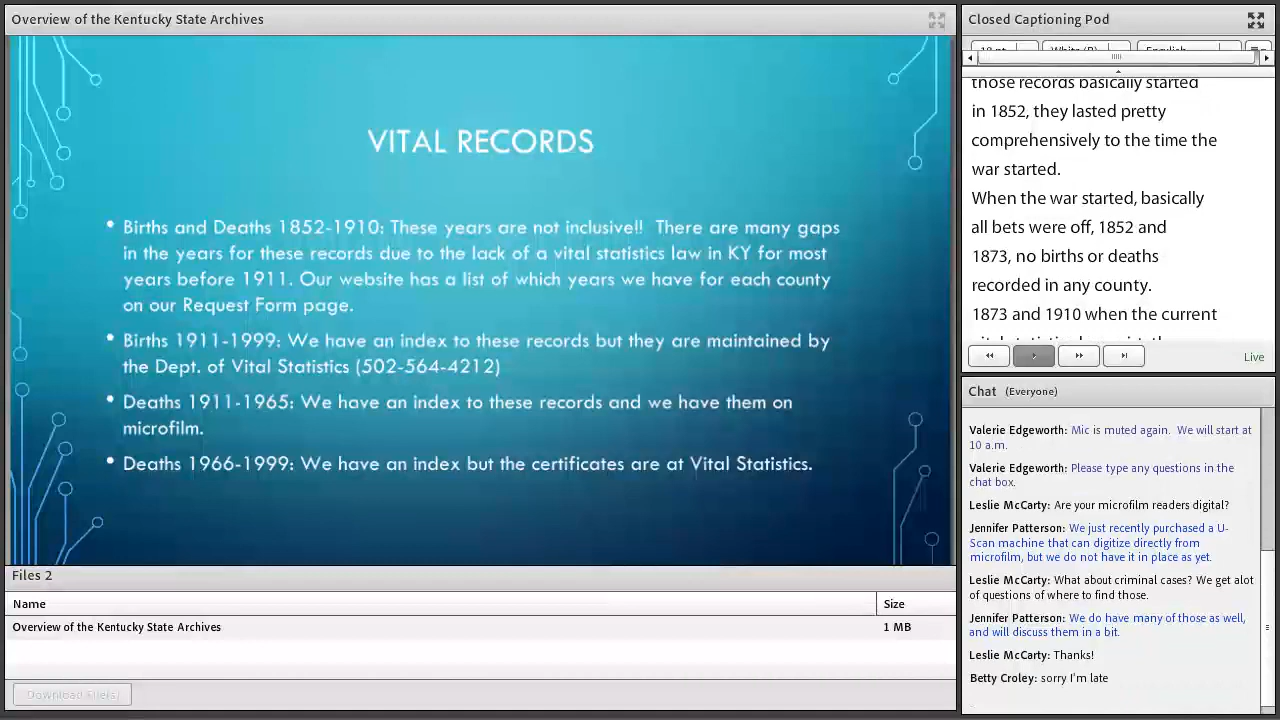 Overview of the Kentucky State Archives
VITAL RECORDS
• Births and Deaths 1852-1910: These years are not inclusive!! There are many gaps
in the years for these records due to the lack of a vital statistics law in KY for most
years before 1911. Our website has a list of which years we have for each county
on our Request Form page.
• Births 1911-1999: We have an index to these records but they are maintained by
the Dept. of Vital Statistics (502-564-4212)
• Deaths 1911-1965: We have an index to these records and we have them on
microfilm.
• Deaths 1966-1999: We have an index but the certificates are at Vital Statistics.
Files 2
Name Size
Overview of the Kentucky State Archives 1 MB
Download File(s)
Closed Captioning Pod
those records basically started
in 1852, they lasted pretty
comprehensively to the time the
war started.
When the war started, basically
all bets were off, 1852 and
1873, no births or deaths
recorded in any county.
1873 and 1910 when the current
Live
Chat (Everyone)
Valerie Edgeworth: Mic is muted again. We will start at
10 a.m.
Valerie Edgeworth: Please type any questions in the
chat box.
Leslie McCarty: Are your microfilm readers digital?
Jennifer Patterson: We just recently purchased a U-
Scan machine that can digitize directly from
microfilm, but we do not have it in place as yet.
Leslie McCarty: What about criminal cases? We get alot
of questions of where to find those.
Jennifer Patterson: We do have many of those as well,
and will discuss them in a bit.
Leslie McCarty: Thanks!
Betty Croley: sorry I'm late